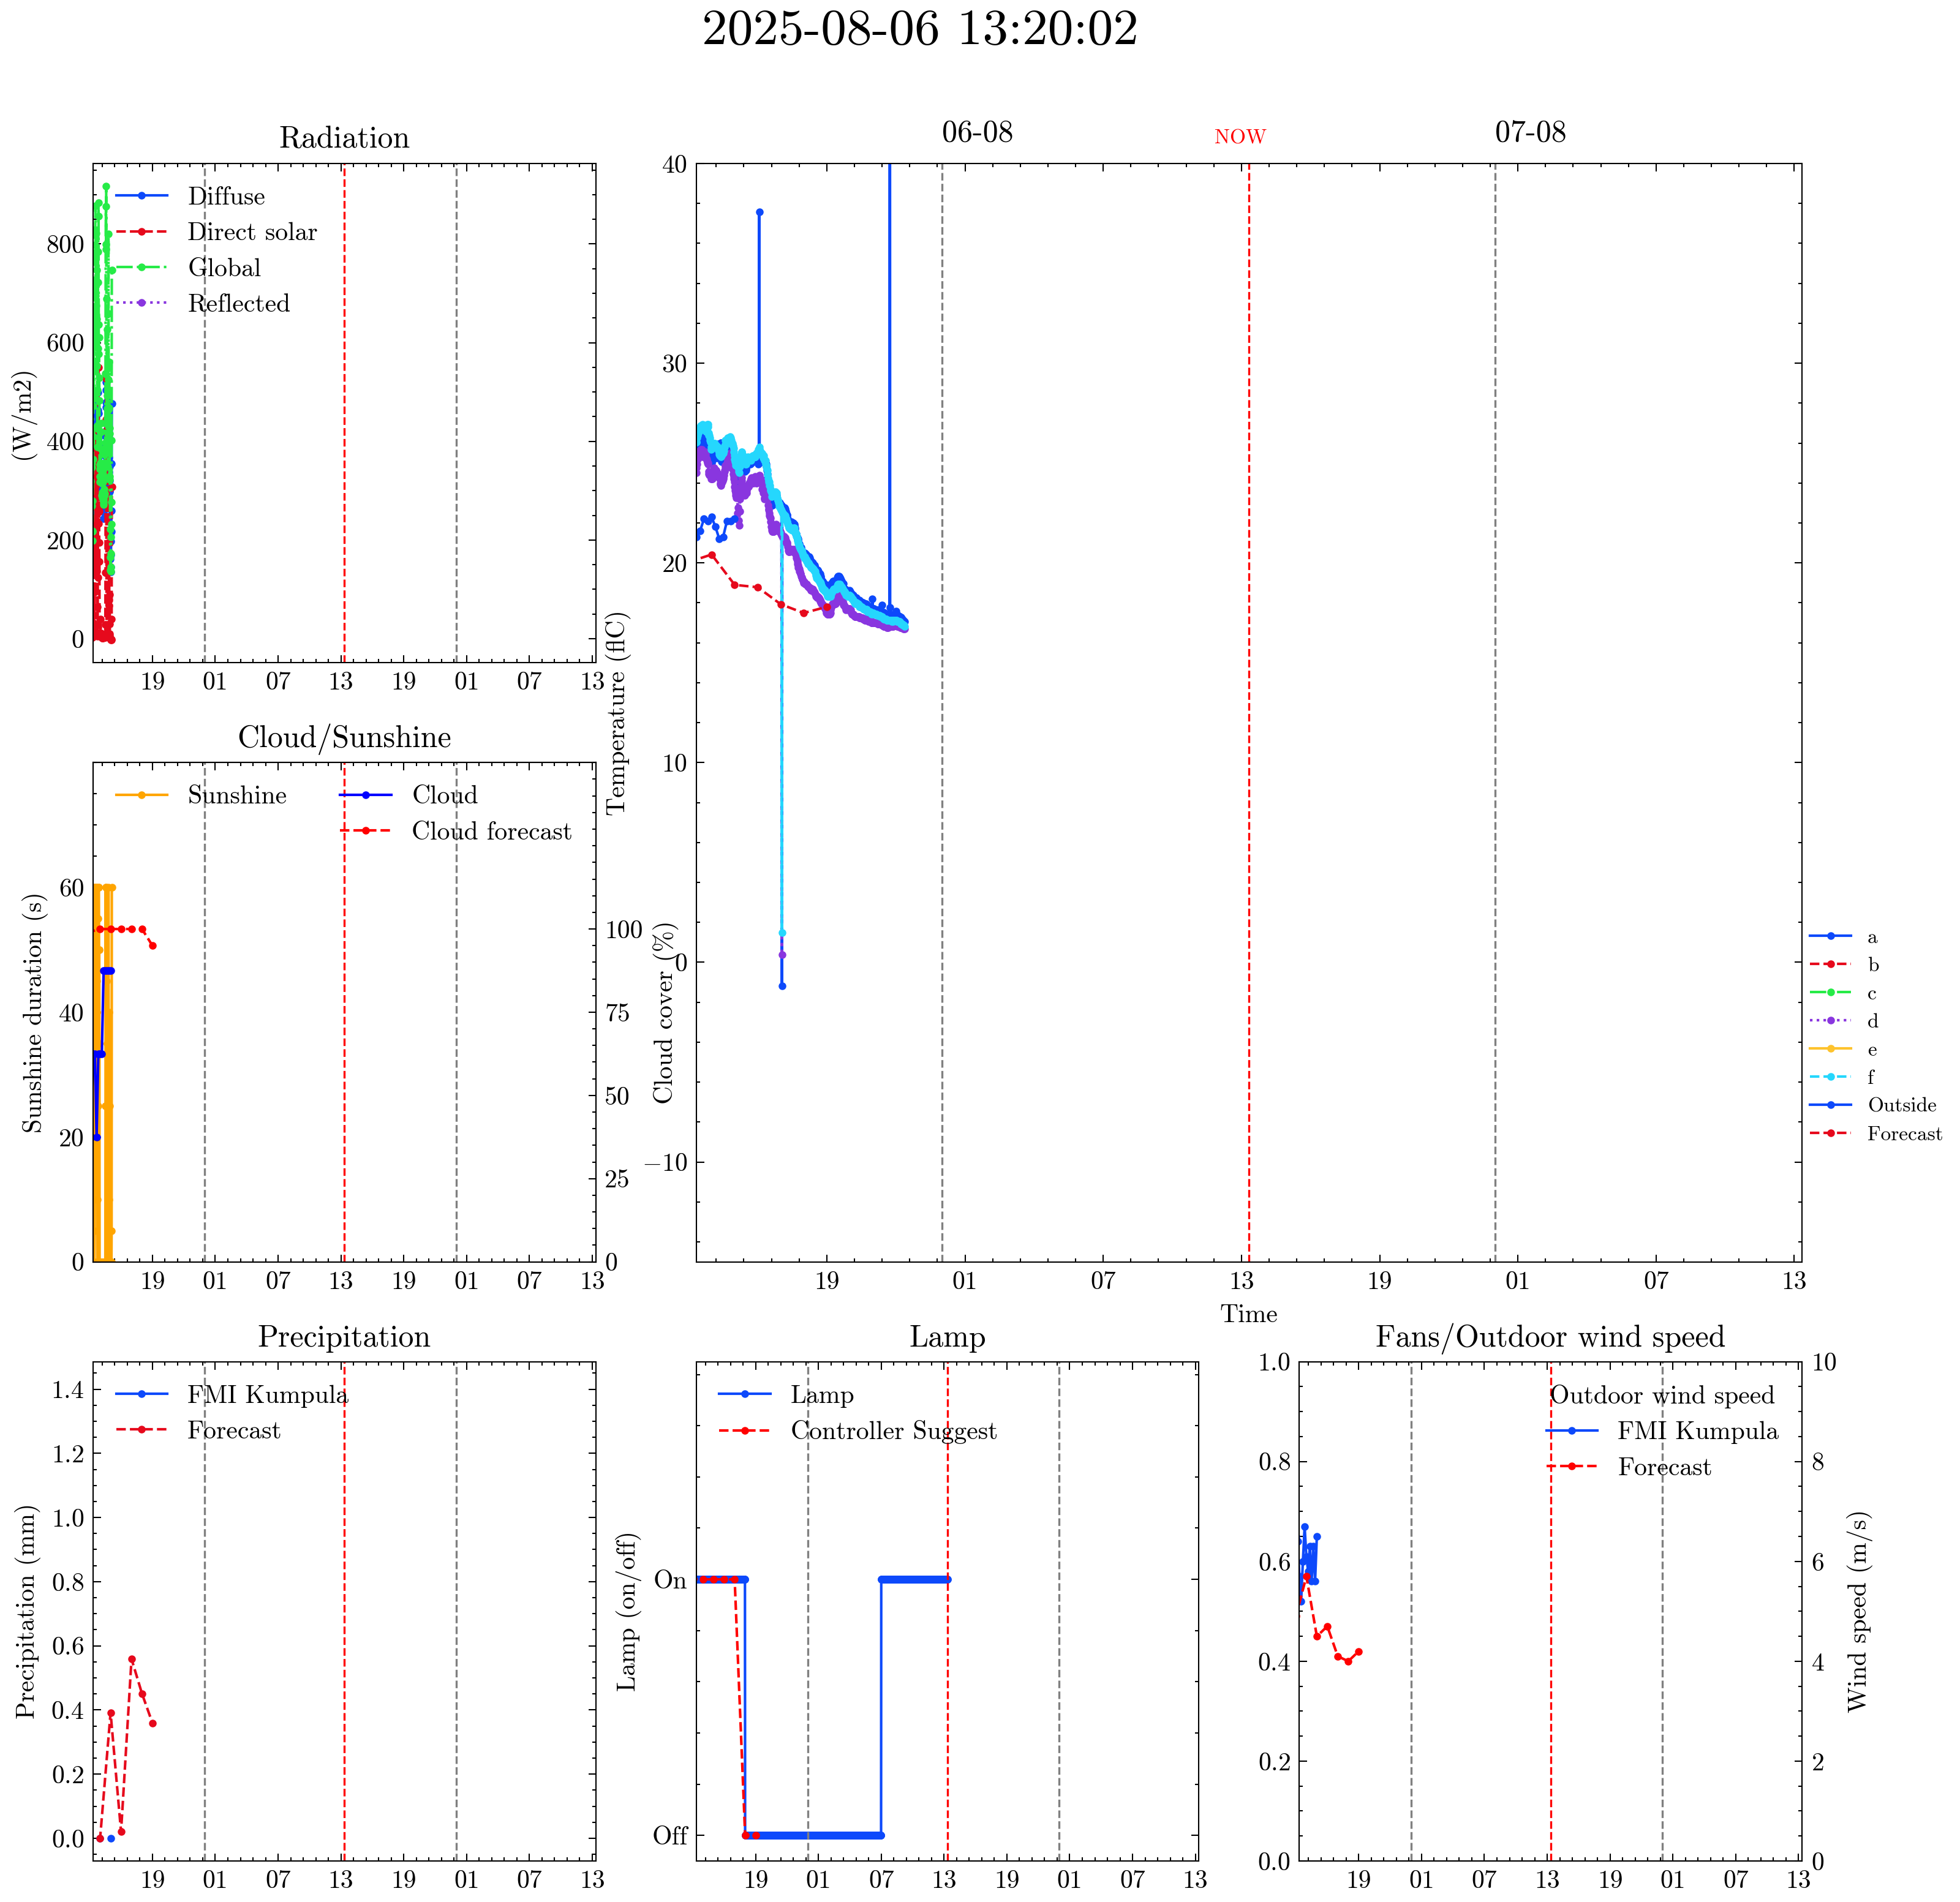 2025-08-06 13:20:02
Radiation
Diffuse
Direct solar
Global
Reflected
(W/m2)
800
600
400
200
0
19 01 07 13 19 01 07 13
06-08 NOW 07-08
Temperature (flC)
40
30
20
10
0
−10
19 01 07 13 19 01 07 13
Time
a
b
c
d
e
f
Outside
Forecast
Cloud/Sunshine
Sunshine
Cloud
Cloud forecast
Sunshine duration (s)
60
40
20
0
Cloud cover (%)
100
75
50
25
0
19 01 07 13 19 01 07 13
Precipitation
FMI Kumpula
Forecast
Precipitation (mm)
1.4
1.2
1.0
0.8
0.6
0.4
0.2
0.0
19 01 07 13 19 01 07 13
Lamp
Lamp
Controller Suggest
Lamp (on/off)
On
Off
19 01 07 13 19 01 07 13
Fans/Outdoor wind speed
Outdoor wind speed
FMI Kumpula
Forecast
1.0
0.8
0.6
0.4
0.2
0.0
Wind speed (m/s)
10
8
6
4
2
0
19 01 07 13 19 01 07 13